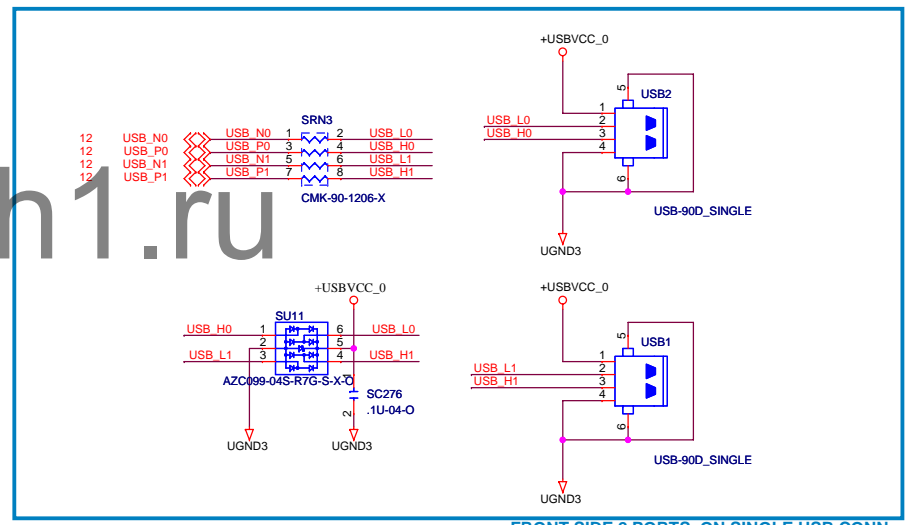 +USBVCC_0
5
USB2
SRN3
1
USB_L0 2
USB_H0 3
4
6
USB-90D_SINGLE
UGND3
12 USB_N0 USB_N0 1 2 USB_L0
12 USB_P0 USB_P0 3 4 USB_H0
12 USB_N1 USB_N1 5 6 USB_L1
12 USB_P1 USB_P1 7 8 USB_H1
CMK-90-1206-X
h1.ru
+USBVCC_0
SU11
USB_H0 1 6 USB_L0
2 5
USB_L1 3 4 USB_H1
AZC099-04S-R7G-S-X-O
1
SC276
.1U-04-O
2
UGND3
UGND3
+USBVCC_0
5
USB1
1
USB_L1 2
USB_H1 3
4
6
USB-90D_SINGLE
UGND3